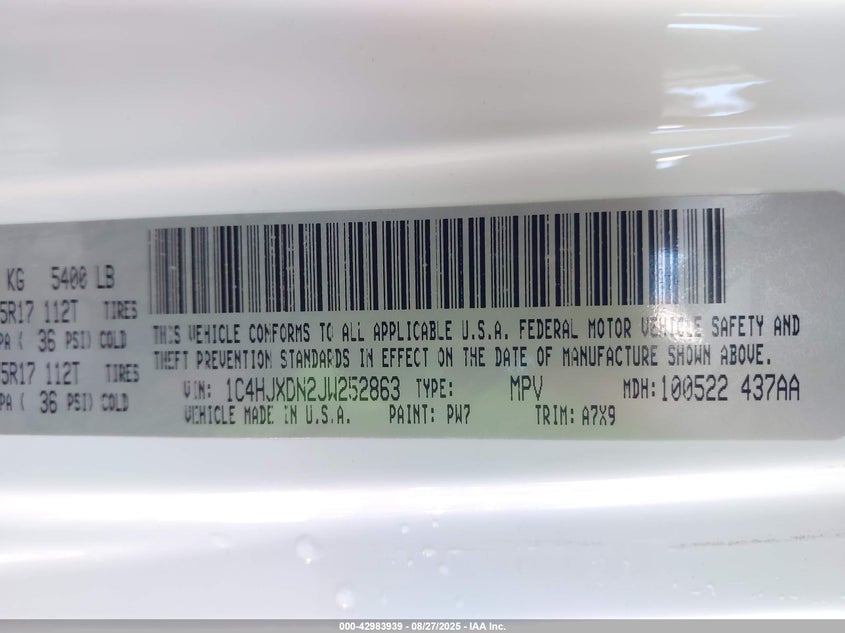 KG 5400 LB
5R17 112T TIRES
PA ( 36 PSI) COLD
5R17 112T TIRES
PA ( 36 PSI) COLD
THIS VEHICLE CONFORMS TO ALL APPLICABLE U.S.A. FEDERAL MOTOR VEHICLE SAFETY AND
THEFT PREVENTION STANDARDS IN EFFECT ON THE DATE OF MANUFACTURE SHOWN ABOVE.
VIN: 1C4HJXDN2JW252863 TYPE: MPV MDH:100522 437AA
VEHICLE MADE IN U.S.A. PAINT: PW7 TRIM: A7X9
000-42983939 - 08/27/2025 - IAA Inc.